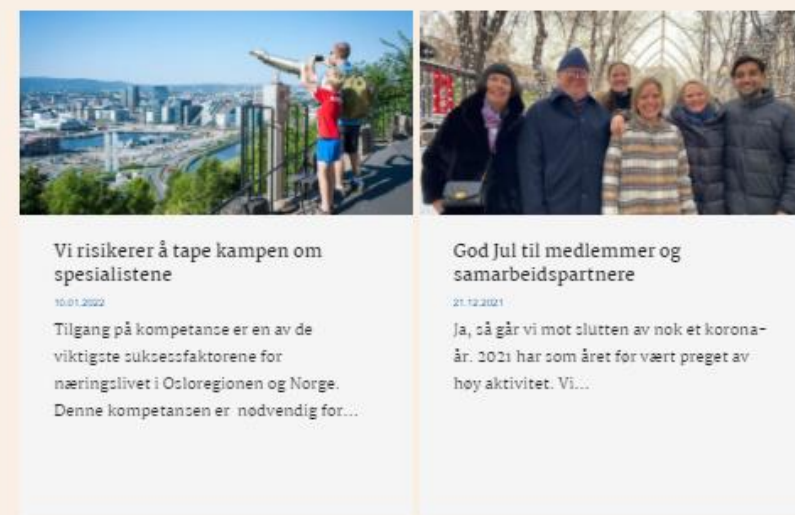 Vi risikerer å tape kampen om
spesialistene
10.01.2022
Tilgang på kompetanse er en av de
viktigste suksessfaktorene for
næringslivet i Osloregionen og Norge.
Denne kompetansen er nødvendig for...
God Jul til medlemmer og
samarbeidspartnere
21.12.2021
Ja, så går vi mot slutten av nok et korona-
år. 2021 har som året før vært preget av
høy aktivitet. Vi...